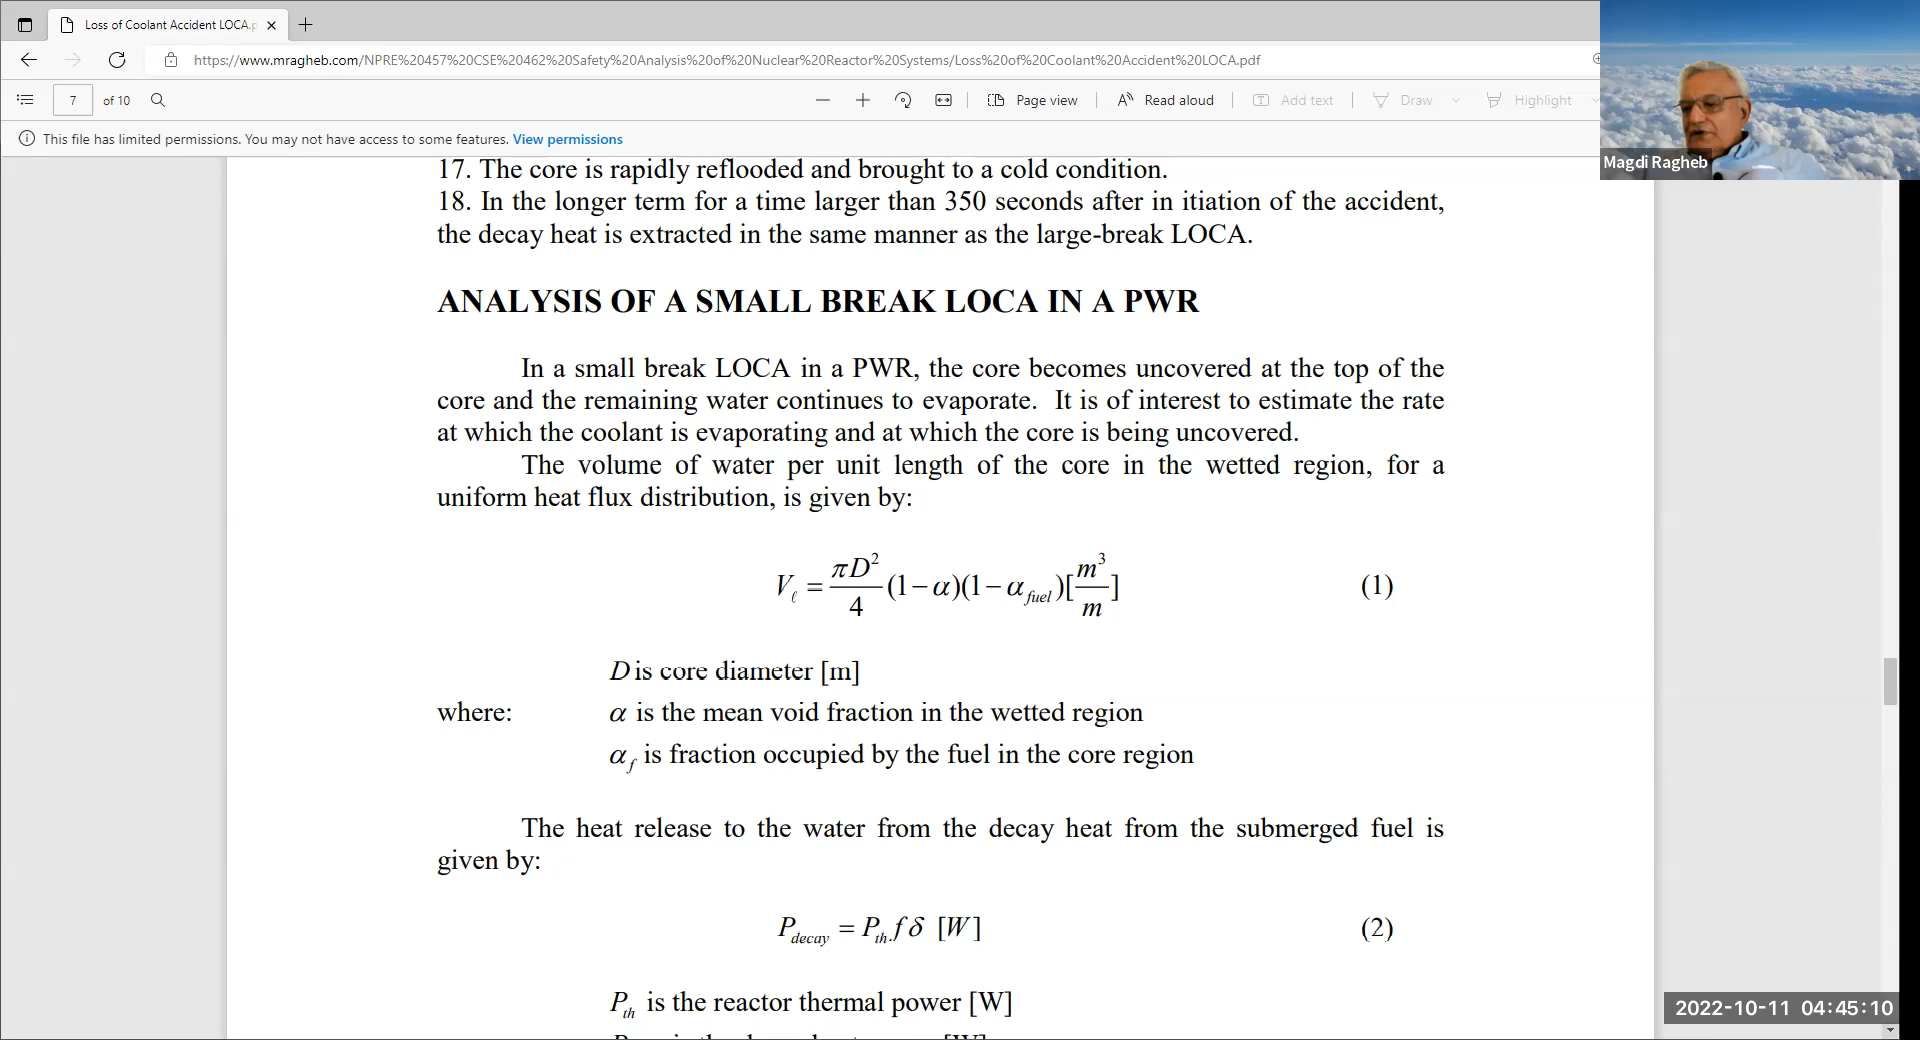 Loss of Coolant Accident LOCA.p
https://www.mragheb.com/NPRE%20457%20CSE%20462%20Safety%20Analysis%20of%20Nuclear%20Reactor%20Systems/Loss%20of%20Coolant%20Accident%20LOCA.pdf
7 of 10 Page view Read aloud Add text Draw Highlight
This file has limited permissions. You may not have access to some features. View permissions
Magdi Ragheb
17. The core is rapidly reflooded and brought to a cold condition.
18. In the longer term for a time larger than 350 seconds after in itiation of the accident,
the decay heat is extracted in the same manner as the large-break LOCA.
ANALYSIS OF A SMALL BREAK LOCA IN A PWR
In a small break LOCA in a PWR, the core becomes uncovered at the top of the
core and the remaining water continues to evaporate. It is of interest to estimate the rate
at which the coolant is evaporating and at which the core is being uncovered.
The volume of water per unit length of the core in the wetted region, for a
uniform heat flux distribution, is given by:
V_ℓ = πD²/4 (1−α)(1−α_fuel)[m³/m] (1)
D is core diameter [m]
where: α is the mean void fraction in the wetted region
α_f is fraction occupied by the fuel in the core region
The heat release to the water from the decay heat from the submerged fuel is
given by:
P_decay = P_th.fδ [W] (2)
P_th is the reactor thermal power [W]
2022-10-11 04:45:10